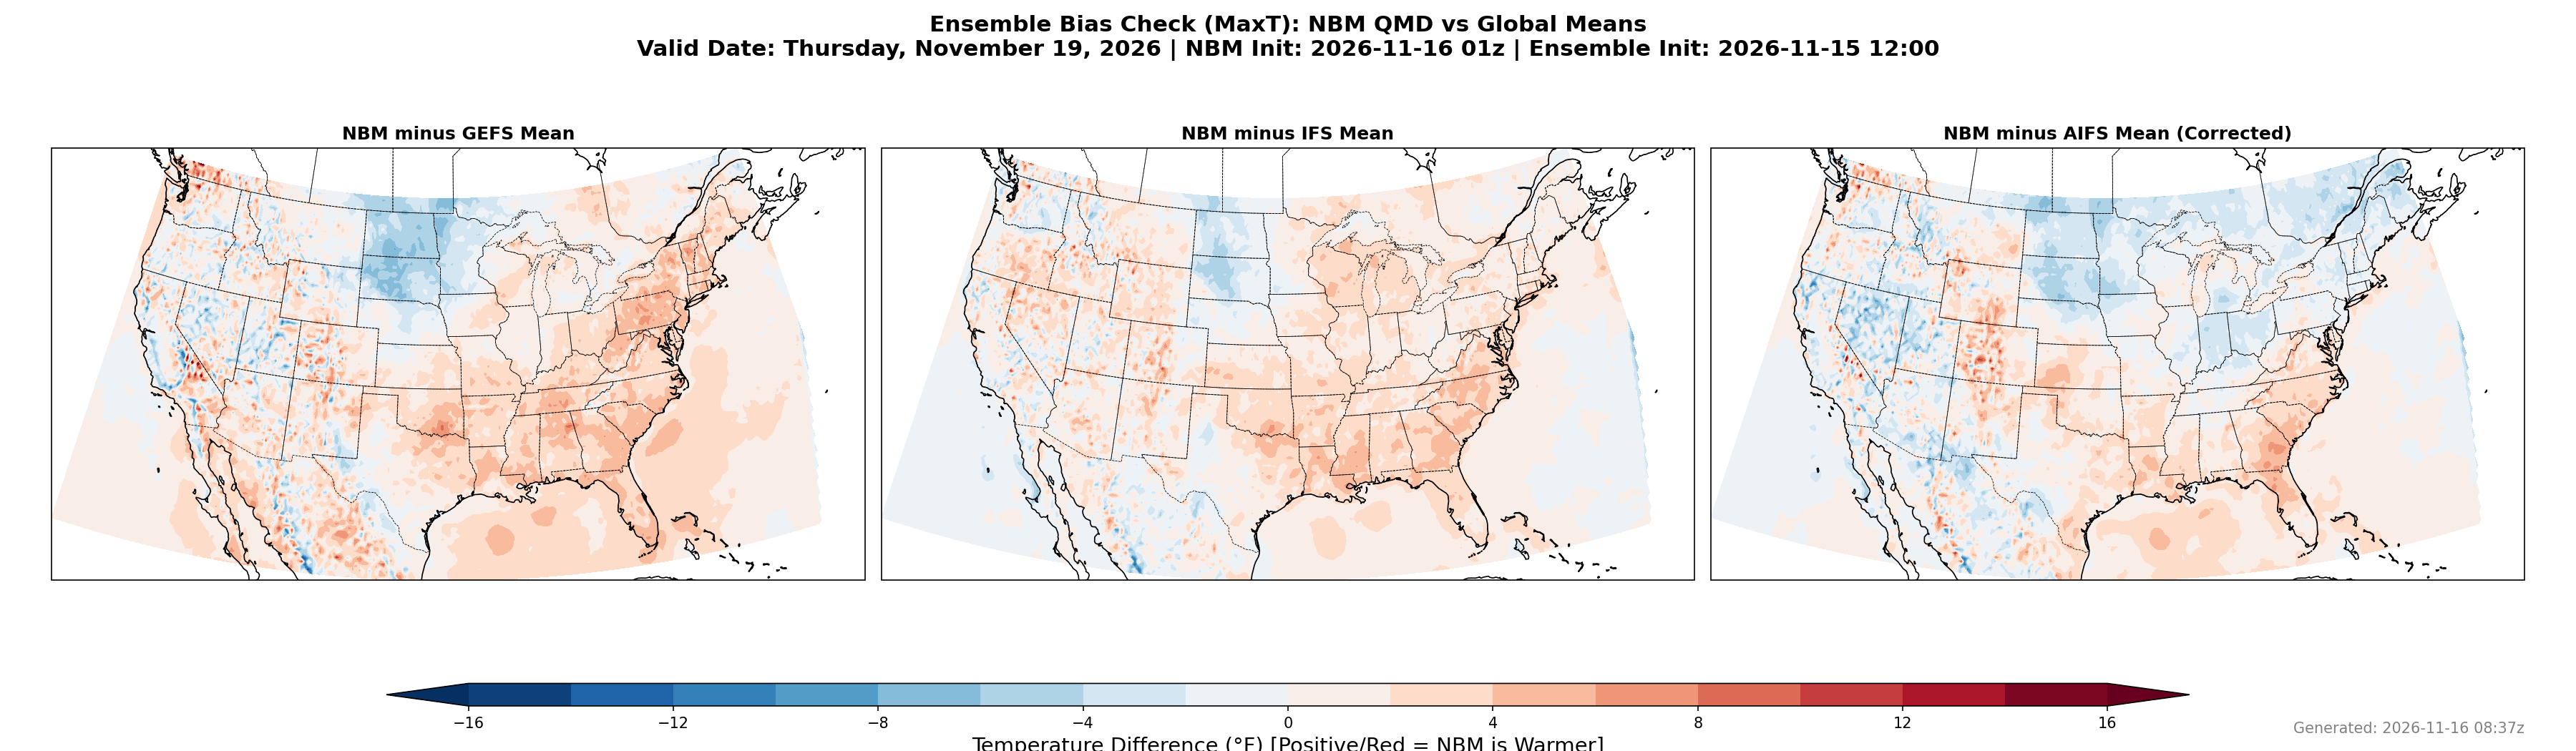 Ensemble Bias Check (MaxT): NBM QMD vs Global Means
Valid Date: Thursday, November 19, 2026 | NBM Init: 2026-11-16 01z | Ensemble Init: 2026-11-15 12:00
NBM minus GEFS Mean
NBM minus IFS Mean
NBM minus AIFS Mean (Corrected)
−16 −12 −8 −4 0 4 8 12 16
Generated: 2026-11-16 08:37z
Temperature Difference (°F) [Positive/Red = NBM is Warmer]